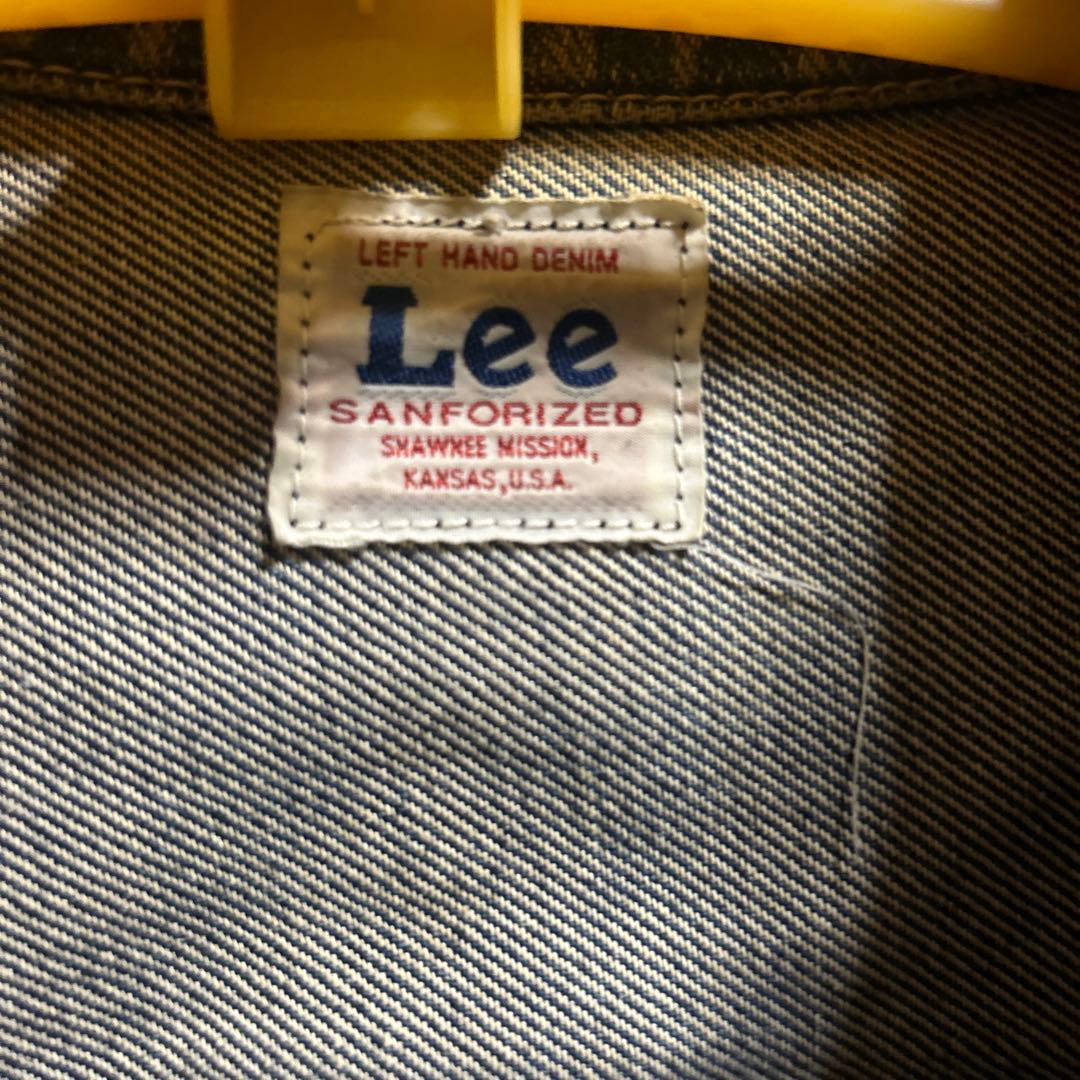 LEFT HAND DENIM
Lee
SANFORIZED
SHAWNEE MISSION,
KANSAS, U.S.A.